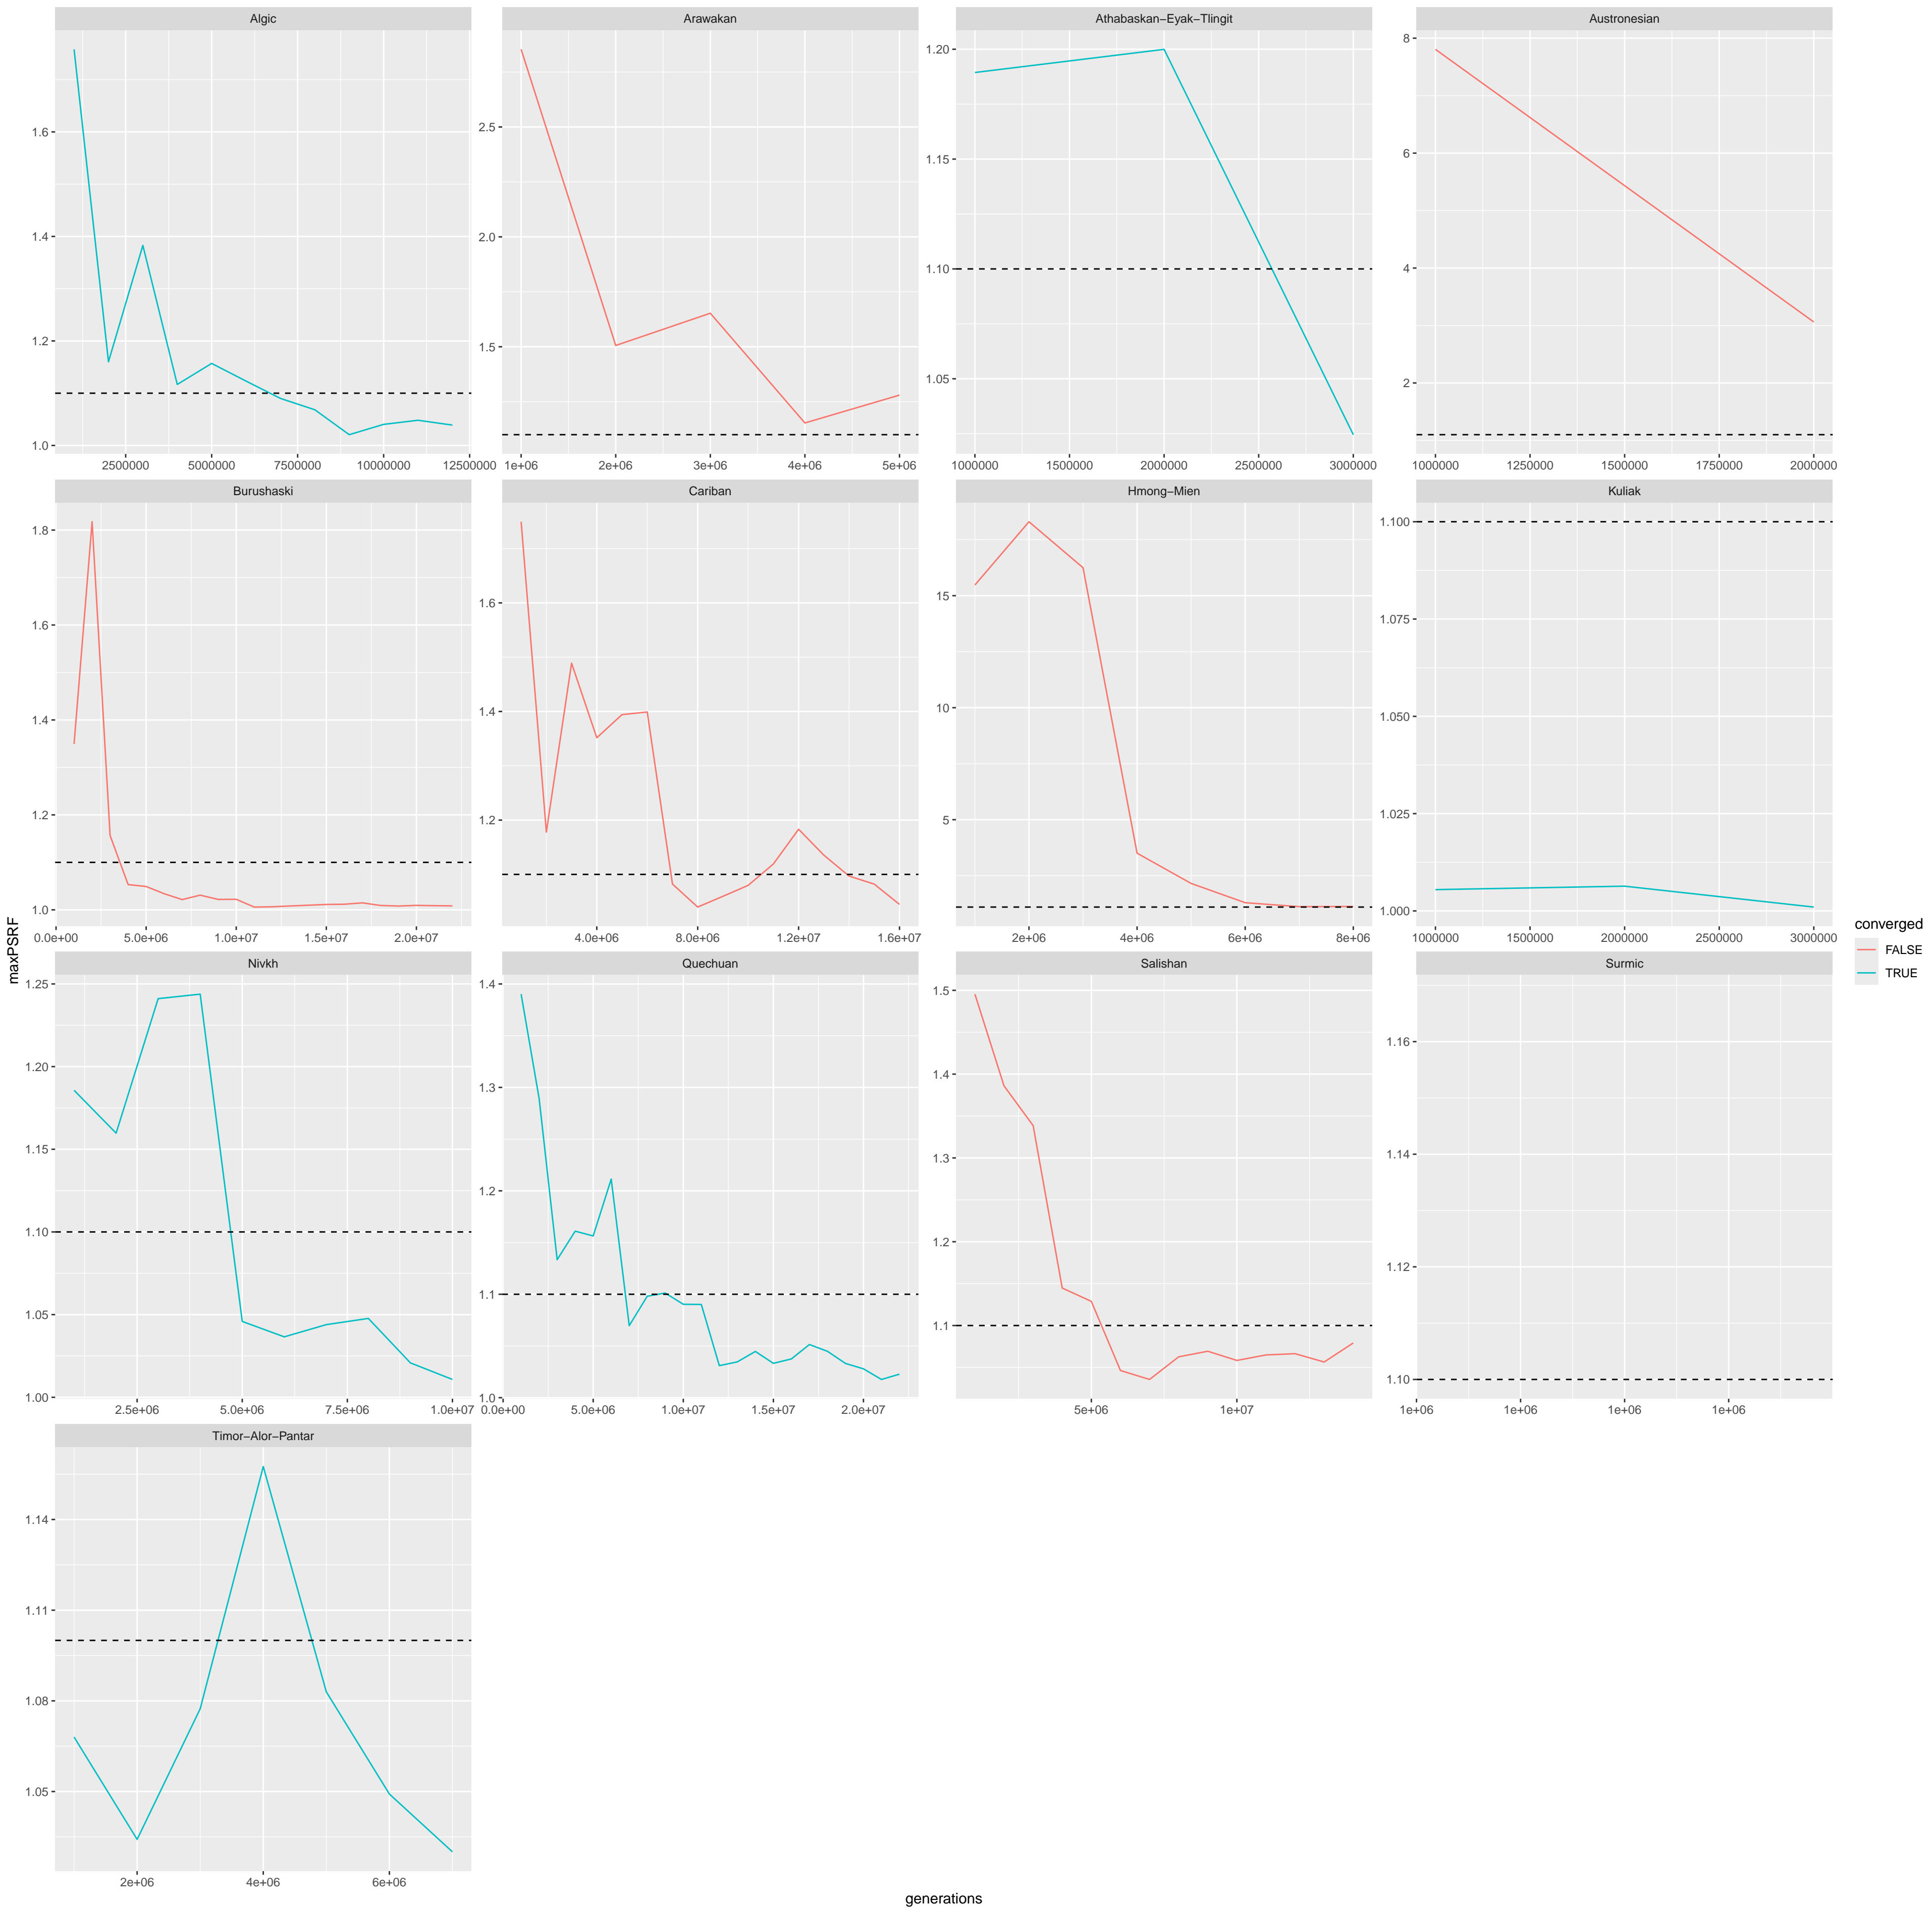 Algic
Arawakan
Athabaskan−Eyak−Tlingit
Austronesian
1.6
1.4
1.2
1.0
2500000 5000000 7500000 10000000 12500000
2.5
2.0
1.5
1e+06 2e+06 3e+06 4e+06 5e+06
1.20
1.15
1.10
1.05
1000000 1500000 2000000 2500000 3000000
8
6
4
2
1000000 1250000 1500000 1750000 2000000
Burushaski
Cariban
Hmong−Mien
Kuliak
1.8
1.6
1.4
1.2
1.0
0.0e+00 5.0e+06 1.0e+07 1.5e+07 2.0e+07
1.6
1.4
1.2
4.0e+06 8.0e+06 1.2e+07 1.6e+07
15
10
5
2e+06 4e+06 6e+06 8e+06
1.100
1.075
1.050
1.025
1.000
1000000 1500000 2000000 2500000 3000000
maxPSRF
converged
FALSE
TRUE
Nivkh
Quechuan
Salishan
Surmic
1.25
1.20
1.15
1.10
1.05
1.00
2.5e+06 5.0e+06 7.5e+06 1.0e+07
1.4
1.3
1.2
1.1
1.0
0.0e+00 5.0e+06 1.0e+07 1.5e+07 2.0e+07
1.5
1.4
1.3
1.2
1.1
5e+06 1e+07
1.16
1.14
1.12
1.10
1e+06 1e+06 1e+06 1e+06
Timor−Alor−Pantar
1.14
1.11
1.08
1.05
2e+06 4e+06 6e+06
generations